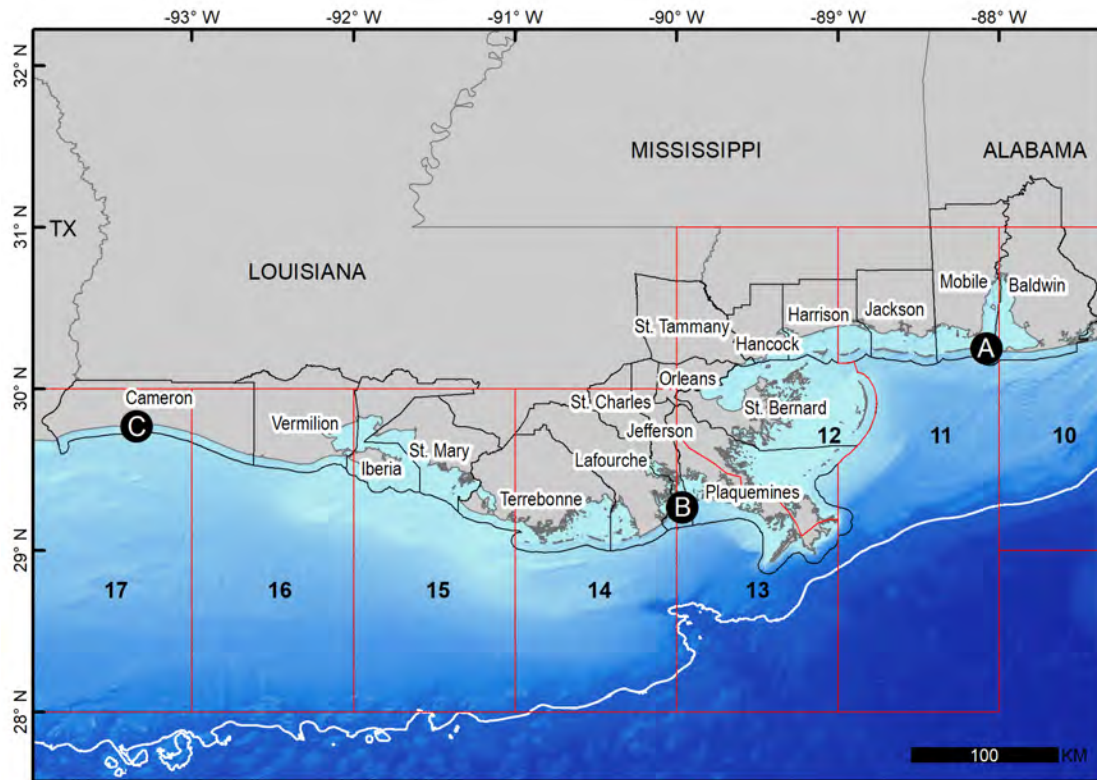 -93° W
-92° W
-91° W
-90° W
-89° W
-88° W
32° N
31° N
30° N
29° N
28° N
MISSISSIPPI
ALABAMA
TX
LOUISIANA
Mobile
Baldwin
Harrison
Jackson
St. Tammany
Hancock
A
Orleans
Cameron
St. Charles
St. Bernard
C
Vermilion
Jefferson
12
11
10
St. Mary
Lafourche
Iberia
Terrebonne
Plaquemines
B
17
16
15
14
13
100 KM